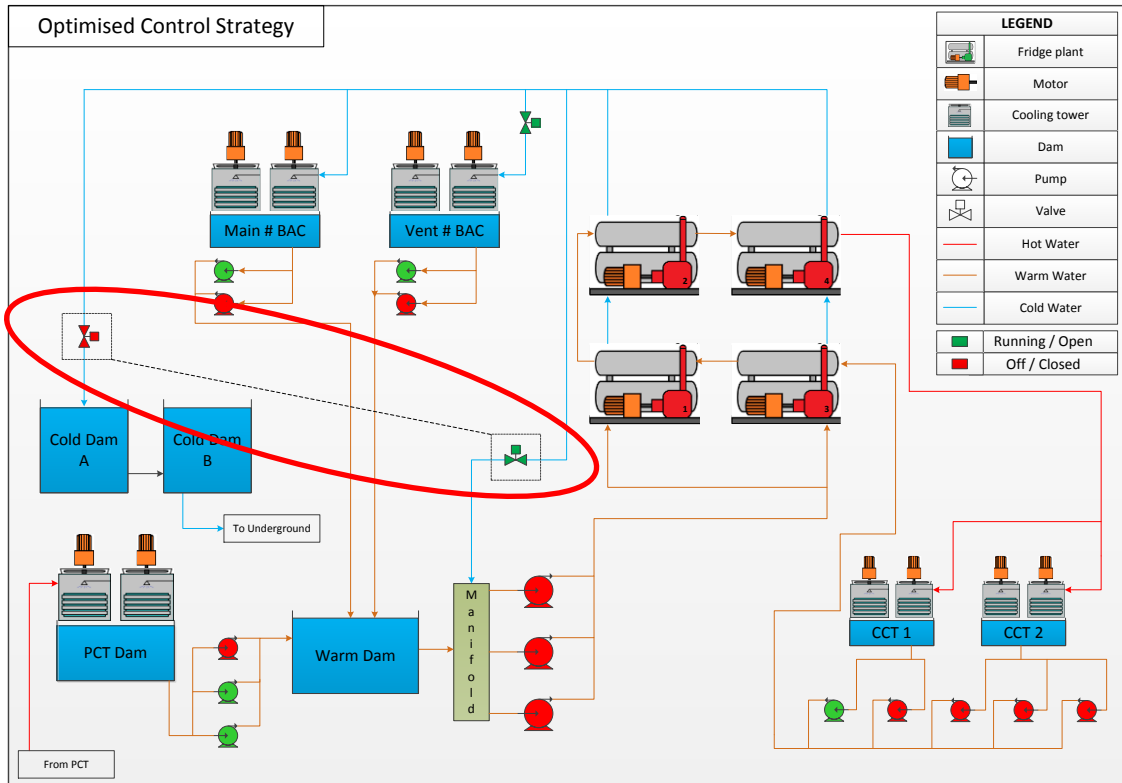 Optimised Control Strategy
LEGEND
Fridge plant
Motor
Cooling tower
Dam
Pump
Valve
Hot Water
Warm Water
Cold Water
Running / Open
Off / Closed
Main # BAC
Vent # BAC
2
4
1
3
Cold Dam
A
Cold Dam
B
To Underground
PCT Dam
Warm Dam
Manifold
CCT 1
CCT 2
From PCT